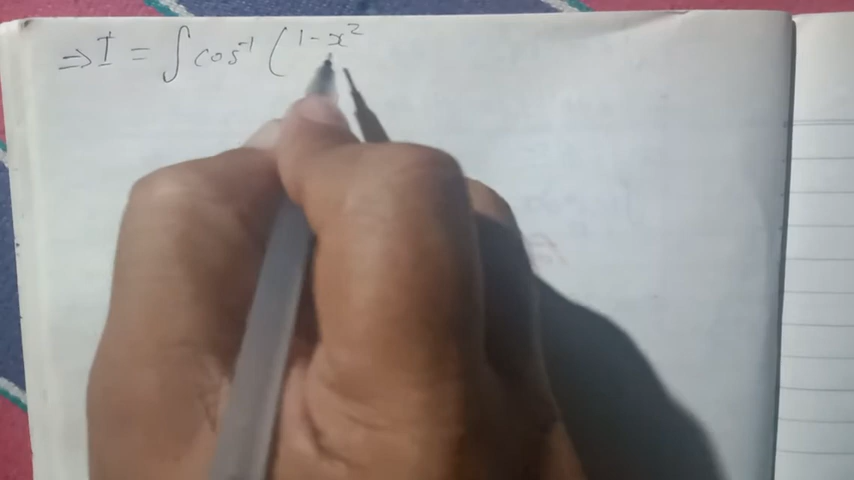 ⇒ I = ∫ cos⁻¹ ( 1-x²